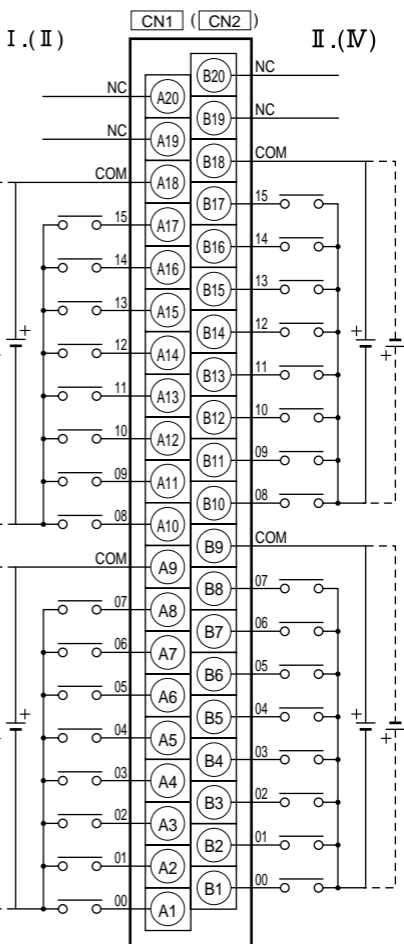 CN1 ( CN2 )
I.(II) II.(IV)
B20 NC
NC A20
B19 NC
NC A19
B18 COM
COM A18
B17 15
15 A17
B16 14
14 A16
B15 13
13 A15
B14 12
12 A14
B13 11
11 A13
B12 10
10 A12
B11 09
09 A11
B10 08
08 A10
B9 COM
COM A9
B8 07
07 A8
B7 06
06 A7
B6 05
05 A6
B5 04
04 A5
B4 03
03 A4
B3 02
02 A3
B2 01
01 A2
B1 00
00 A1
+ + +
+ + +